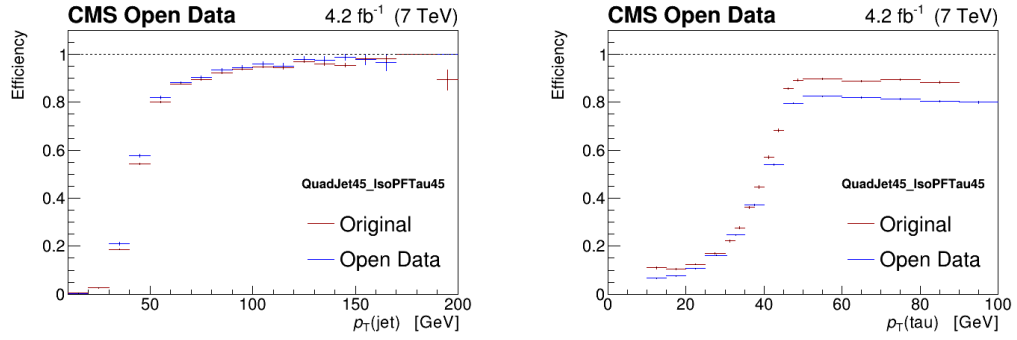 CMS Open Data 4.2 fb-1 (7 TeV)
Efficiency
1
0.8
0.6
0.4
0.2
0
QuadJet45_IsoPFTau45
Original
Open Data
50 100 150 200
pT(jet) [GeV]
CMS Open Data 4.2 fb-1 (7 TeV)
Efficiency
1
0.8
0.6
0.4
0.2
0
QuadJet45_IsoPFTau45
Original
Open Data
0 20 40 60 80 100
pT(tau) [GeV]